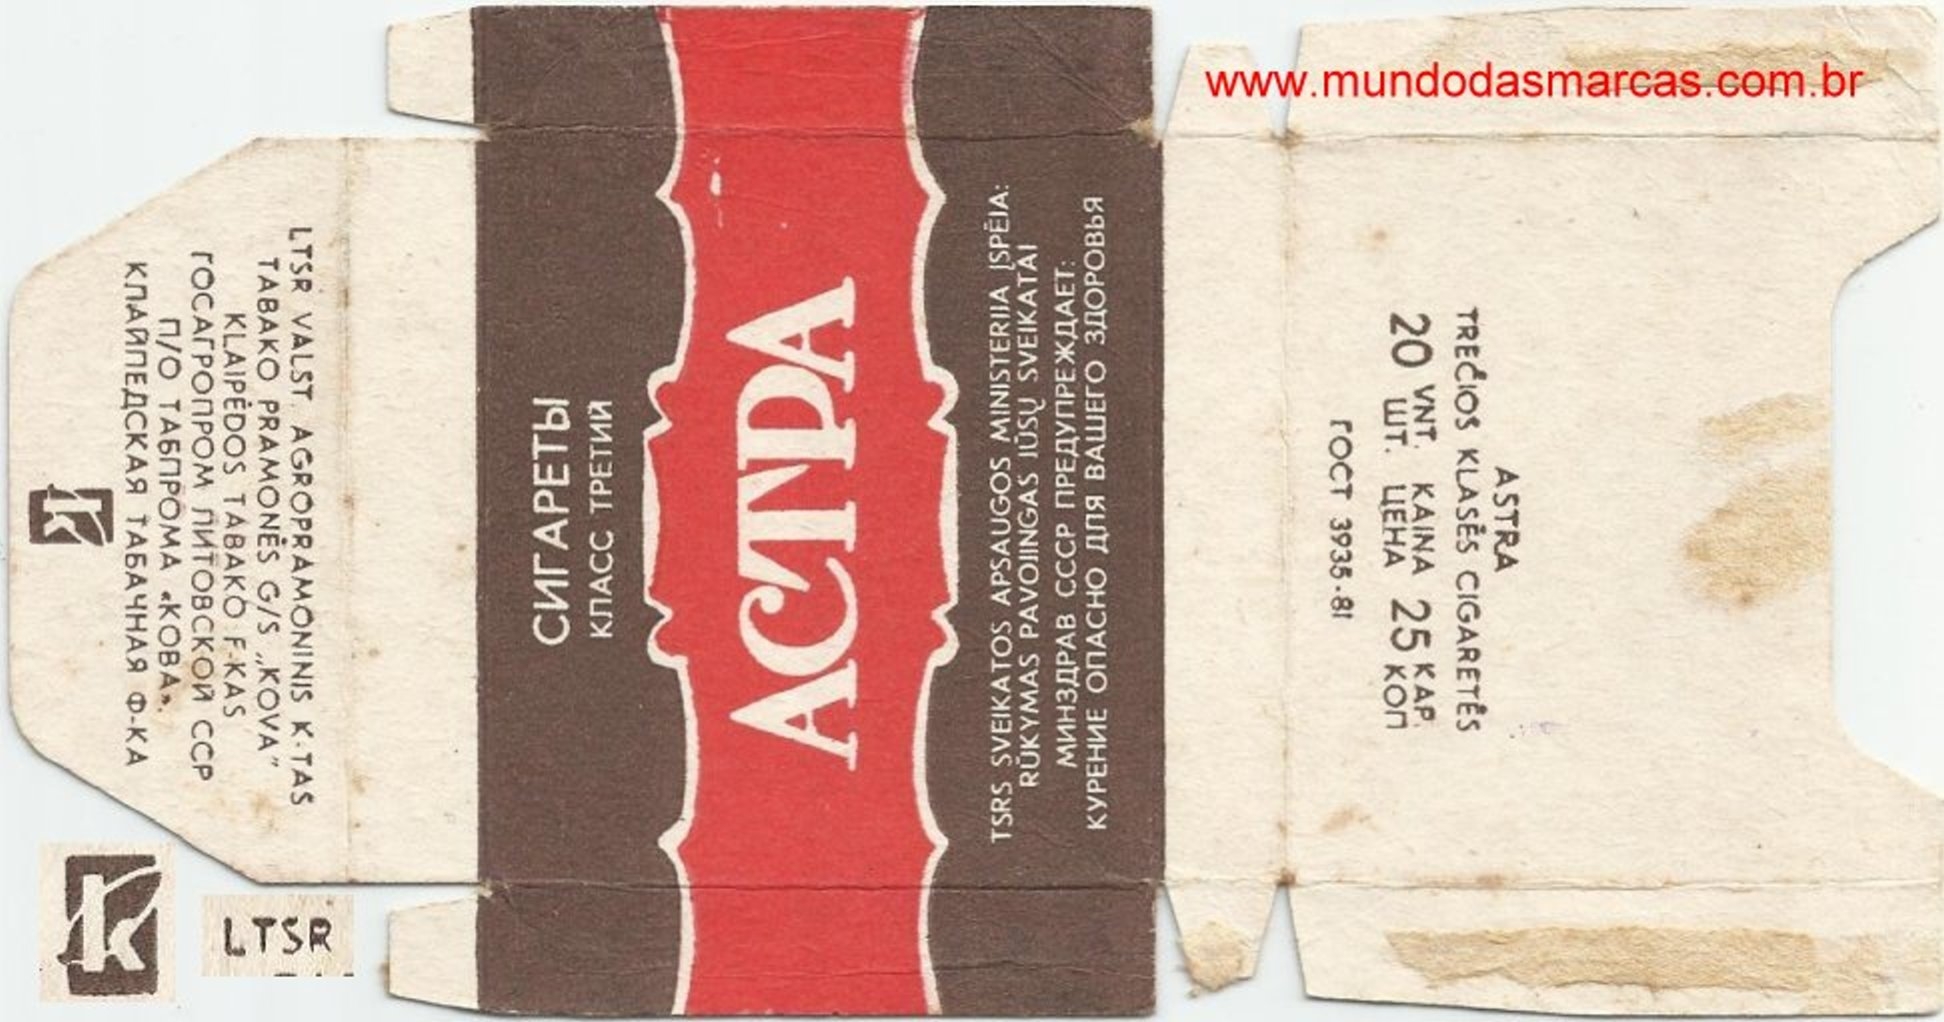 www.mundodasmarcas.com.br
LTSR VALST. AGROPRAMONINIS K-TAS
TABAKO PRAMONĖS G/S „KOVA”
KLAIPĖDOS TABAKO F-KAS
ГОСАГРОПРОМ ЛИТОВСКОЙ ССР
П/О ТАБПРОМА «КОВА».
КЛАЙПЕДСКАЯ ТАБАЧНАЯ Ф-КА
K
СИГАРЕТЫ
КЛАСС ТРЕТИЙ
АСТРА
TSRS SVEIKATOS APSAUGOS MINISTERIJA ĮSPĖJA:
RŪKYMAS PAVOJINGAS JŪSŲ SVEIKATAI
МИНЗДРАВ СССР ПРЕДУПРЕЖДАЕТ:
КУРЕНИЕ ОПАСНО ДЛЯ ВАШЕГО ЗДОРОВЬЯ
ASTRA
TREČIOS KLASĖS CIGARETĖS
20 VNT. KAINA 25 KAP.
ШТ. ЦЕНА КОП
ГОСТ 3935-81
K
LTSR